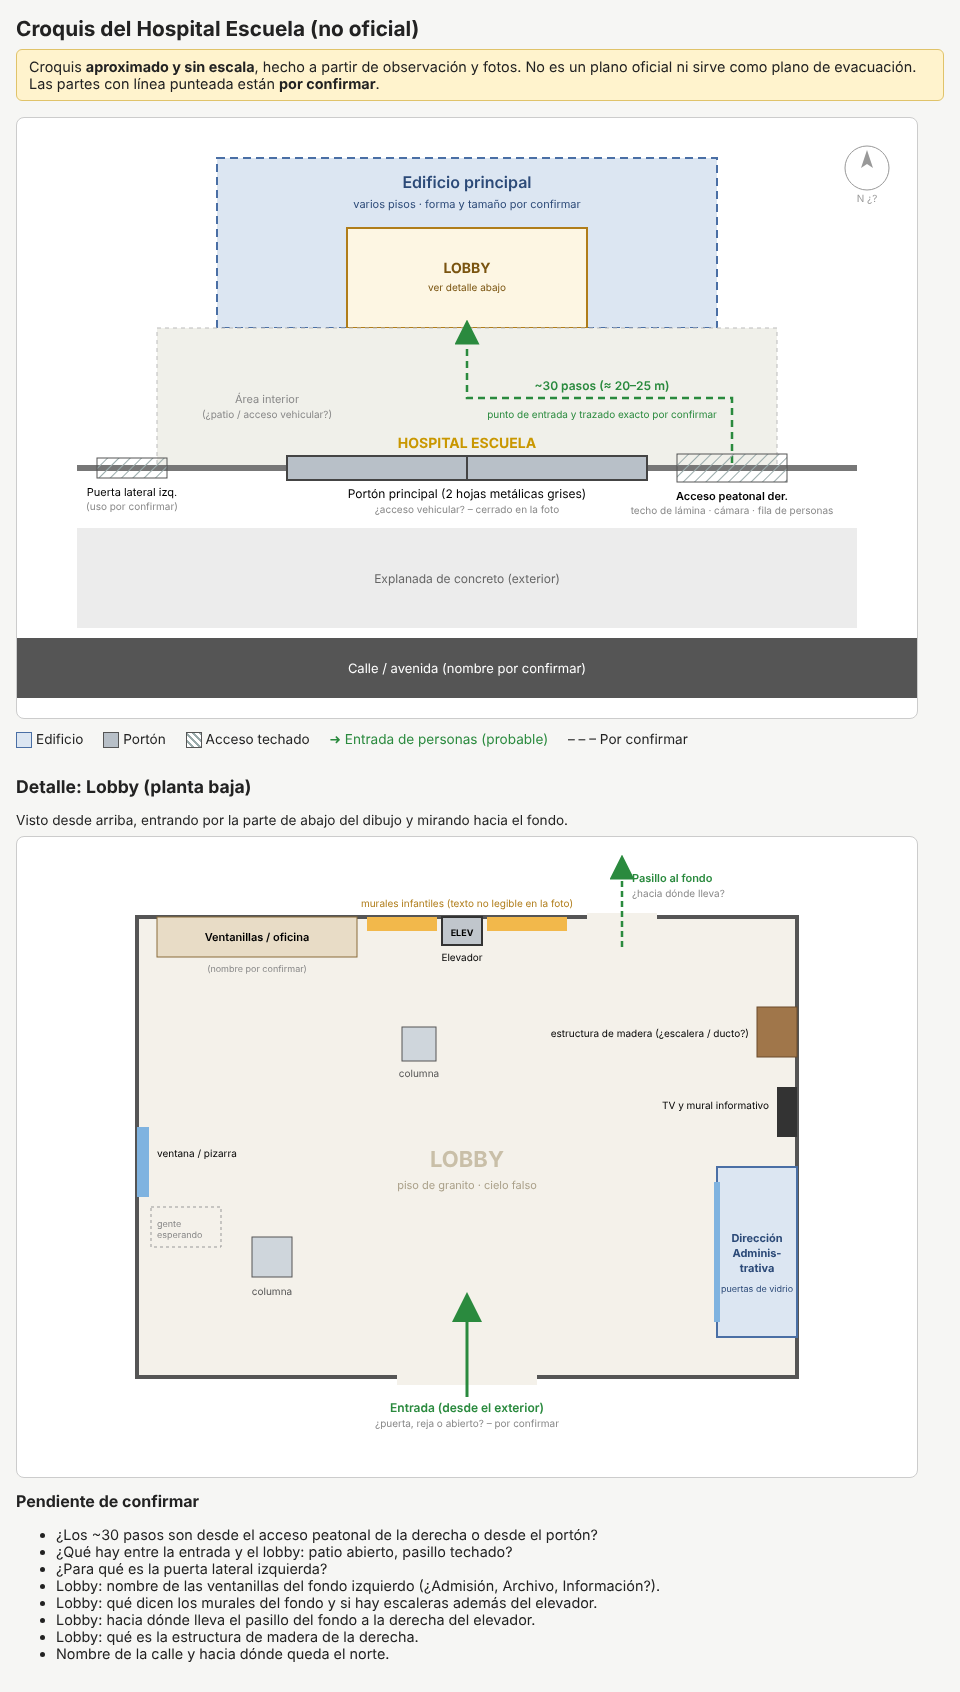 Croquis del Hospital Escuela (no oficial)
Croquis aproximado y sin escala, hecho a partir de observación y fotos. No es un plano oficial ni sirve como plano de evacuación.
Las partes con línea punteada están por confirmar.
Edificio principal
varios pisos · forma y tamaño por confirmar
N ¿?
LOBBY
ver detalle abajo
~30 pasos (≈ 20–25 m)
Área interior
(¿patio / acceso vehicular?)
punto de entrada y trazado exacto por confirmar
HOSPITAL ESCUELA
Puerta lateral izq.
(uso por confirmar)
Portón principal (2 hojas metálicas grises)
¿acceso vehicular? – cerrado en la foto
Acceso peatonal der.
techo de lámina · cámara · fila de personas
Explanada de concreto (exterior)
Calle / avenida (nombre por confirmar)
Edificio
Portón
Acceso techado
➔ Entrada de personas (probable)
– – – Por confirmar
Detalle: Lobby (planta baja)
Visto desde arriba, entrando por la parte de abajo del dibujo y mirando hacia el fondo.
Pasillo al fondo
¿hacia dónde lleva?
murales infantiles (texto no legible en la foto)
Ventanillas / oficina
(nombre por confirmar)
ELEV
Elevador
columna
estructura de madera (¿escalera / ducto?)
TV y mural informativo
ventana / pizarra
LOBBY
piso de granito · cielo falso
gente
esperando
columna
Dirección
Adminis-
trativa
puertas de vidrio
Entrada (desde el exterior)
¿puerta, reja o abierto? – por confirmar
Pendiente de confirmar
• ¿Los ~30 pasos son desde el acceso peatonal de la derecha o desde el portón?
• ¿Qué hay entre la entrada y el lobby: patio abierto, pasillo techado?
• ¿Para qué es la puerta lateral izquierda?
• Lobby: nombre de las ventanillas del fondo izquierdo (¿Admisión, Archivo, Información?).
• Lobby: qué dicen los murales del fondo y si hay escaleras además del elevador.
• Lobby: hacia dónde lleva el pasillo del fondo a la derecha del elevador.
• Lobby: qué es la estructura de madera de la derecha.
• Nombre de la calle y hacia dónde queda el norte.